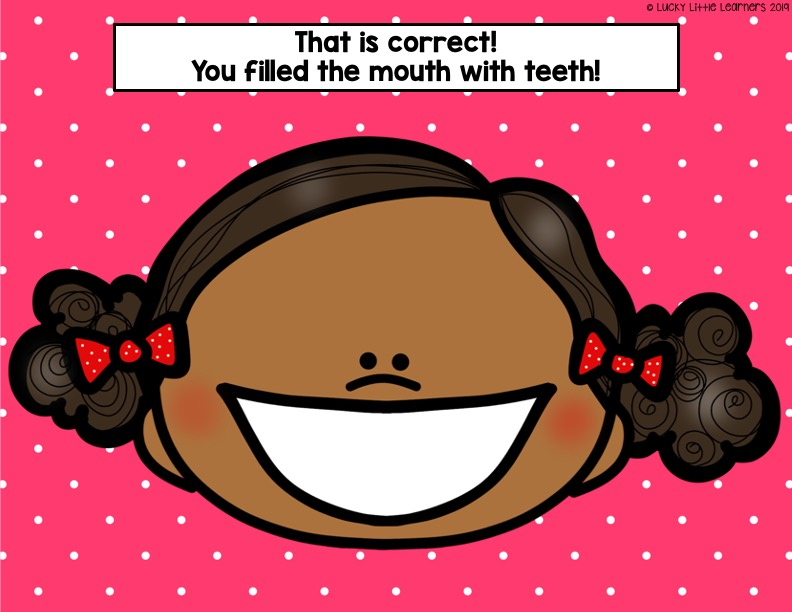 © Lucky Little Learners 2019
That is correct!
You filled the mouth with teeth!